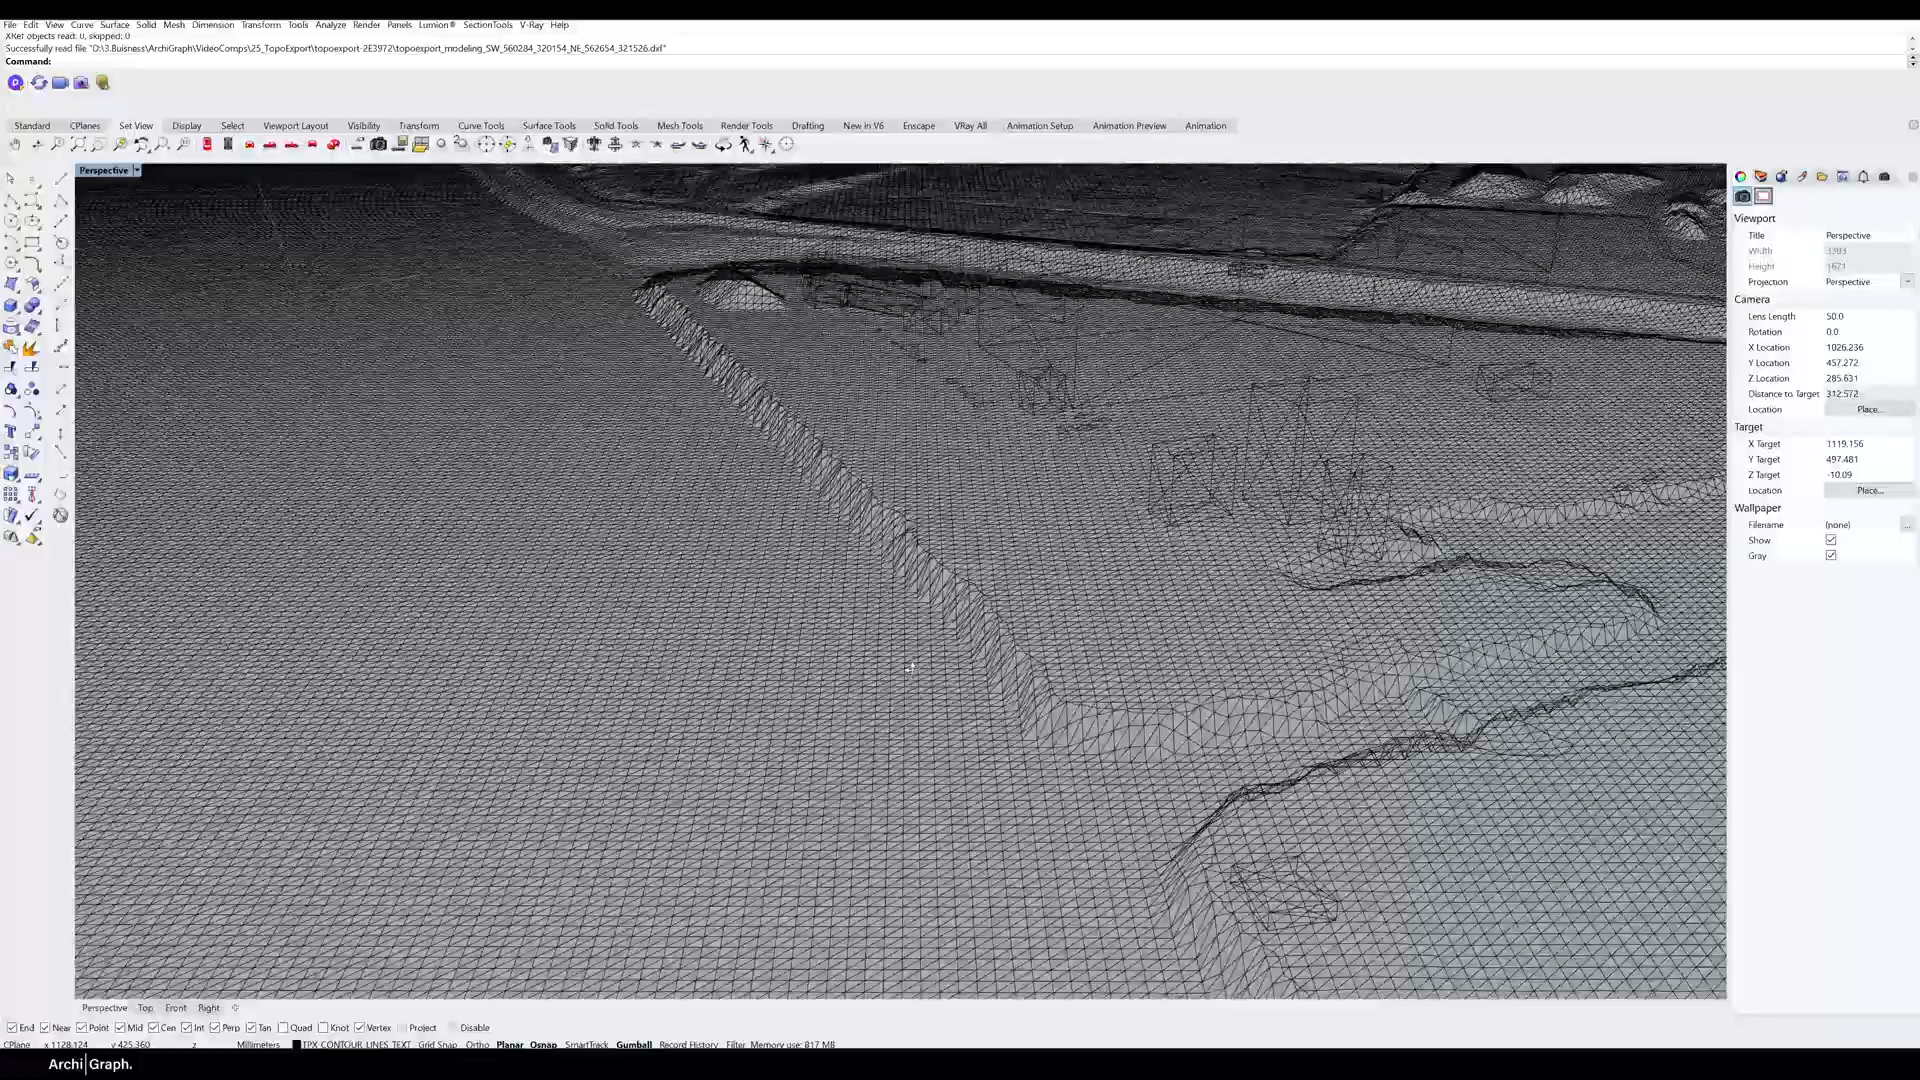 File Edit View Curve Surface Solid Mesh Dimension Transform Tools Analyze Render Panels Lumion® SectionTools V-Ray Help
XRef objects read: 0, skipped: 0
Successfully read file "D:\3.Buisness\ArchiGraph\VideoComps\25_TopoExport\topoexport-2E3972\topoexport_modeling_SW_560284_320154_NE_562654_321526.dxf"
Command:
Standard CPlanes Set View Display Select Viewport Layout Visibility Transform Curve Tools Surface Tools Solid Tools Mesh Tools Render Tools Drafting New in V6 Enscape VRay All Animation Setup Animation Preview Animation
Perspective
Viewport
Title Perspective
Width 3303
Height 1671
Projection Perspective
Camera
Lens Length 50.0
Rotation 0.0
X Location 1026.236
Y Location 457.272
Z Location 285.631
Distance to Target 312.572
Location Place...
Target
X Target 1119.156
Y Target 497.481
Z Target -10.09
Location Place...
Wallpaper
Filename (none) ...
Show
Gray
Perspective Top Front Right
End Near Point Mid Cen Int Perp Tan Quad Knot Vertex Project Disable
CPlane x 1128.124 y 425.360 z Millimeters TPX_CONTOUR_LINES_TEXT Grid Snap Ortho Planar Osnap SmartTrack Gumball Record History Filter Memory use: 817 MB
Archi|Graph.